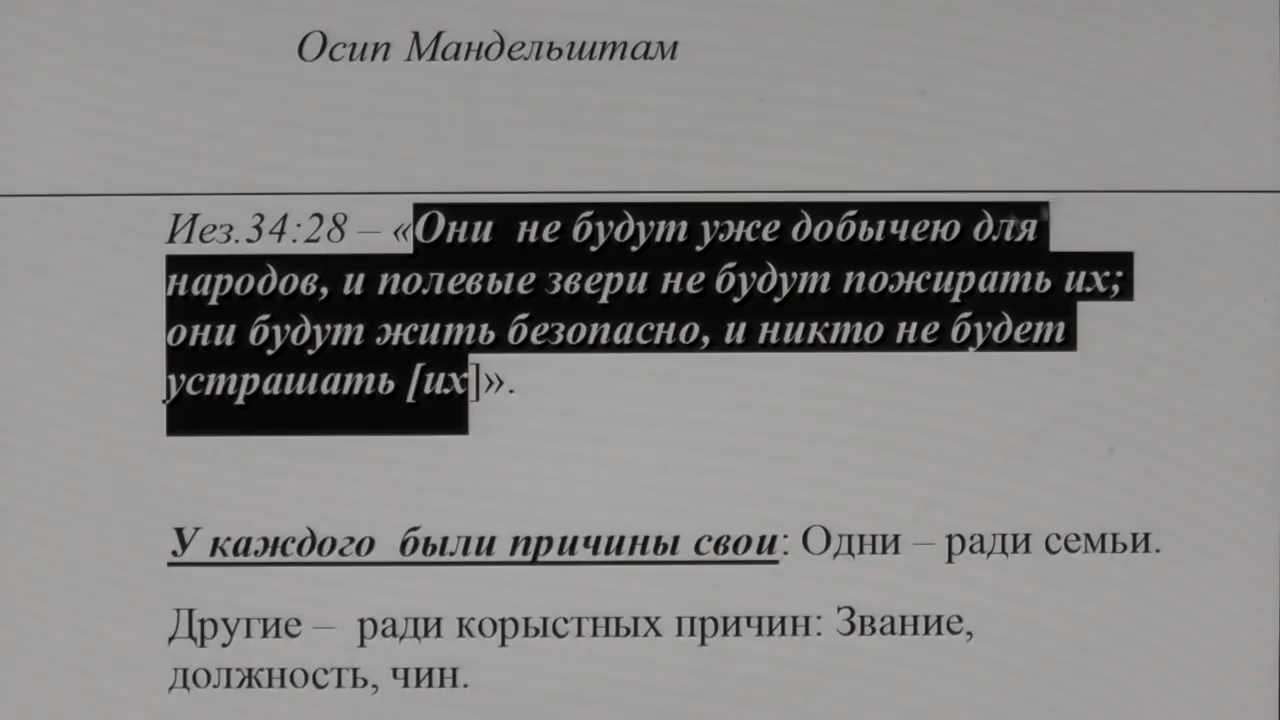 Осип Мандельштам
Иез.34:28 – «Они  не будут уже добычею для
народов, и полевые звери не будут пожирать их;
они будут жить безопасно, и никто не будет
устрашать [их]».
У каждого  были причины свои: Одни – ради семьи.
Другие –  ради корыстных причин: Звание,
должность, чин.